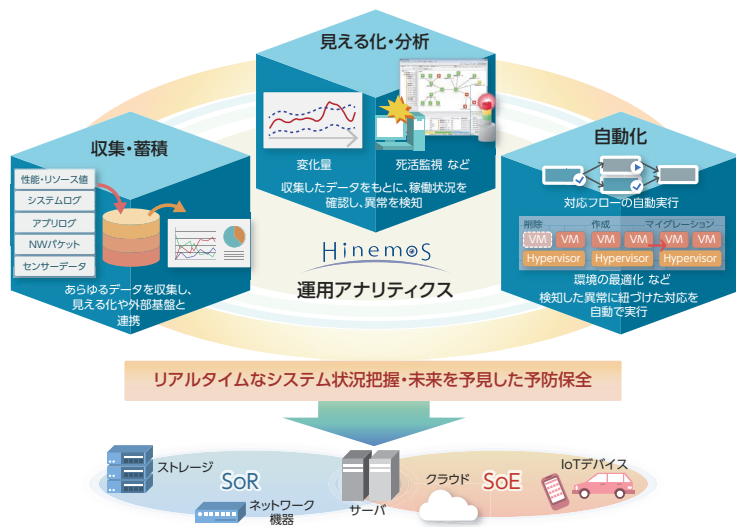 見える化・分析
変化量
死活監視 など
収集したデータをもとに、稼働状況を
確認し、異常を検知
収集・蓄積
性能・リソース値
システムログ
アプリログ
NWパケット
センサーデータ
あらゆるデータを収集し、
見える化や外部基盤と
連携
自動化
対応フローの自動実行
削除 作成 マイグレーション
VM VM VM VM VM VM
Hypervisor Hypervisor Hypervisor
環境の最適化 など
検知した異常に紐づけた対応を
自動で実行
Hinemos
運用アナリティクス
リアルタイムなシステム状況把握・未来を予見した予防保全
ストレージ
SoR
ネットワーク
機器
サーバ
クラウド
SoE
IoTデバイス